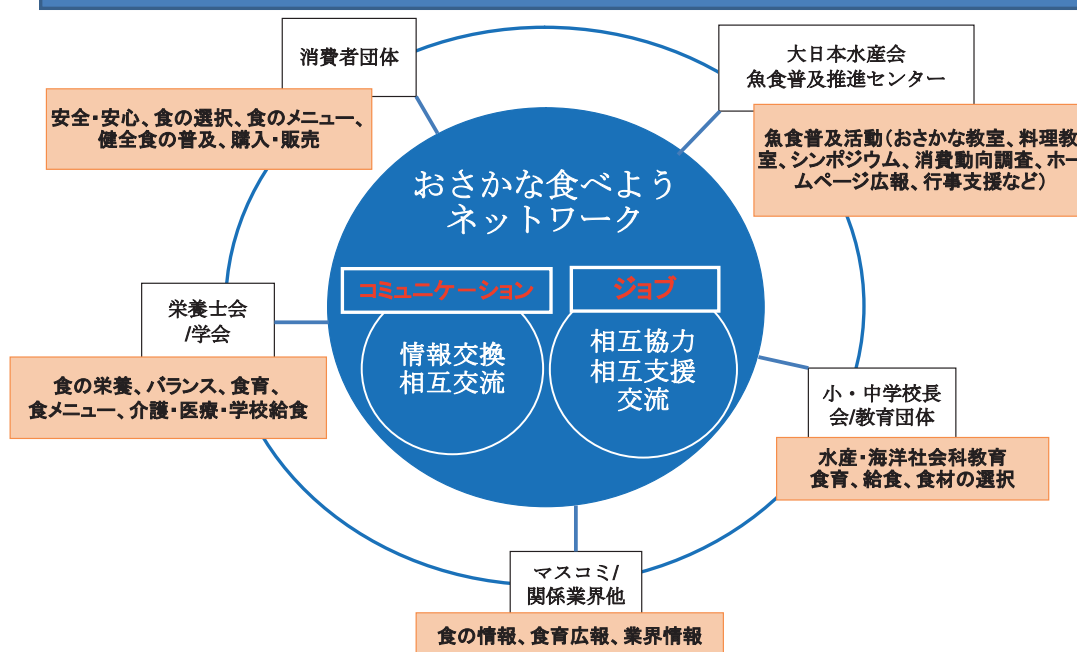 消費者団体
安全・安心、食の選択、食のメニュー、
健全食の普及、購入・販売
大日本水産会
魚食普及推進センター
魚食普及活動(おさかな教室、料理教
室、シンポジウム、消費動向調査、ホー
ムページ広報、行事支援など)
おさかな食べよう
ネットワーク
コミュニケーション
情報交換
相互交流
ジョブ
相互協力
相互支援
交流
栄養士会
/学会
食の栄養、バランス、食育、
食メニュー、介護・医療・学校給食
小・中学校長
会/教育団体
水産・海洋社会科教育
食育、給食、食材の選択
マスコミ/
関係業界他
食の情報、食育広報、業界情報